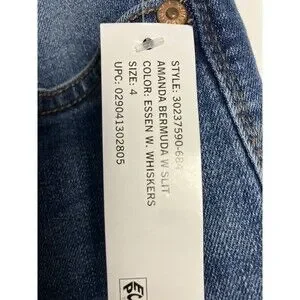 STYLE: 30237590-684
AMANDA BERMUDA W SLIT
COLOR: ESSEN W. WHISKERS
SIZE: 4
UPC: 029041302805